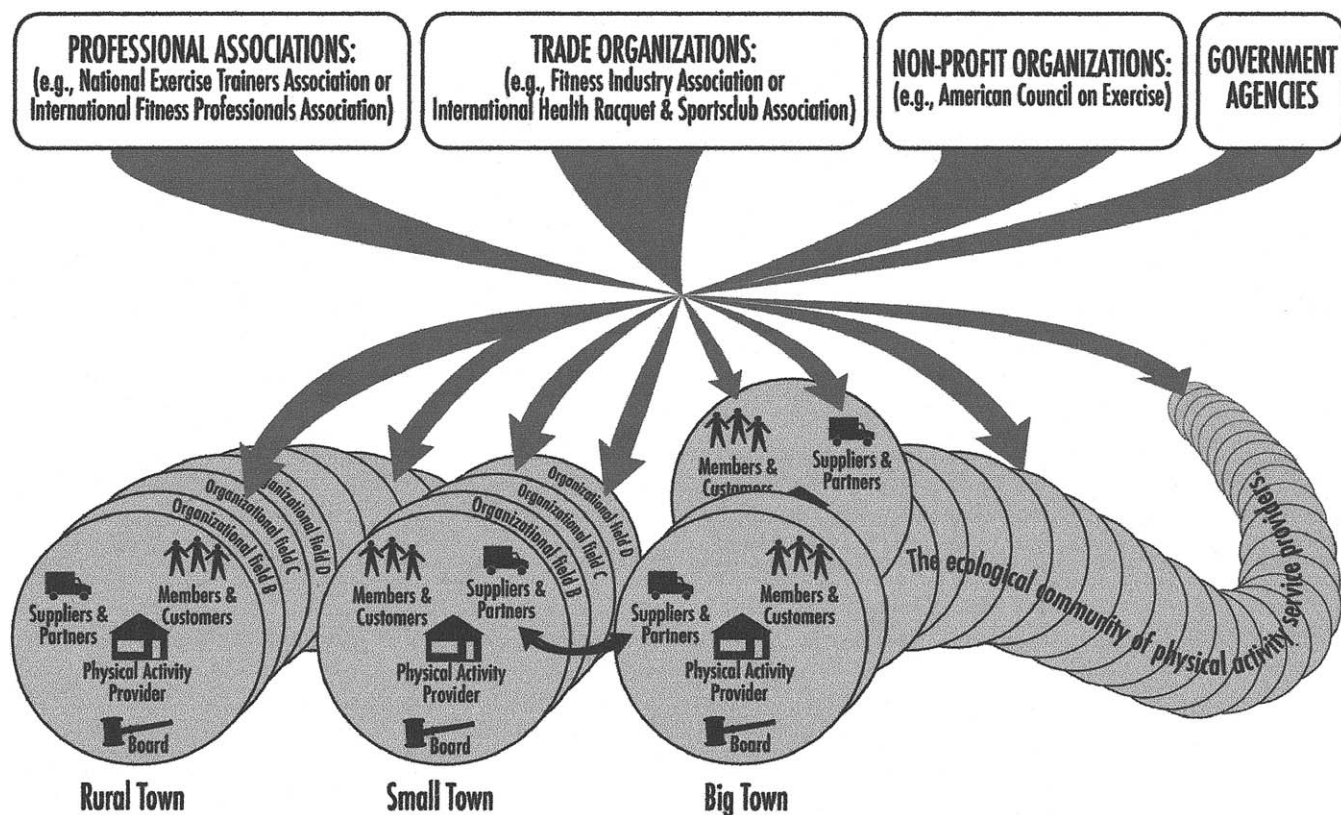 PROFESSIONAL ASSOCIATIONS:
(e.g., National Exercise Trainers Association or
International Fitness Professionals Association)
TRADE ORGANIZATIONS:
(e.g., Fitness Industry Association or
International Health Racquet & Sportsclub Association)
NON-PROFIT ORGANIZATIONS:
(e.g., American Council on Exercise)
GOVERNMENT
AGENCIES
Organizational Field D
Organizational Field C
Organizational Field B
Suppliers &
Partners
Members &
Customers
Physical Activity
Provider
Board
Rural Town
Organizational Field D
Organizational Field C
Organizational Field B
Members &
Customers
Suppliers &
Partners
Physical Activity
Provider
Board
Small Town
Members &
Customers
Suppliers &
Partners
Suppliers &
Partners
Members &
Customers
Physical Activity
Provider
Board
Big Town
The ecological community of physical activity service providers.